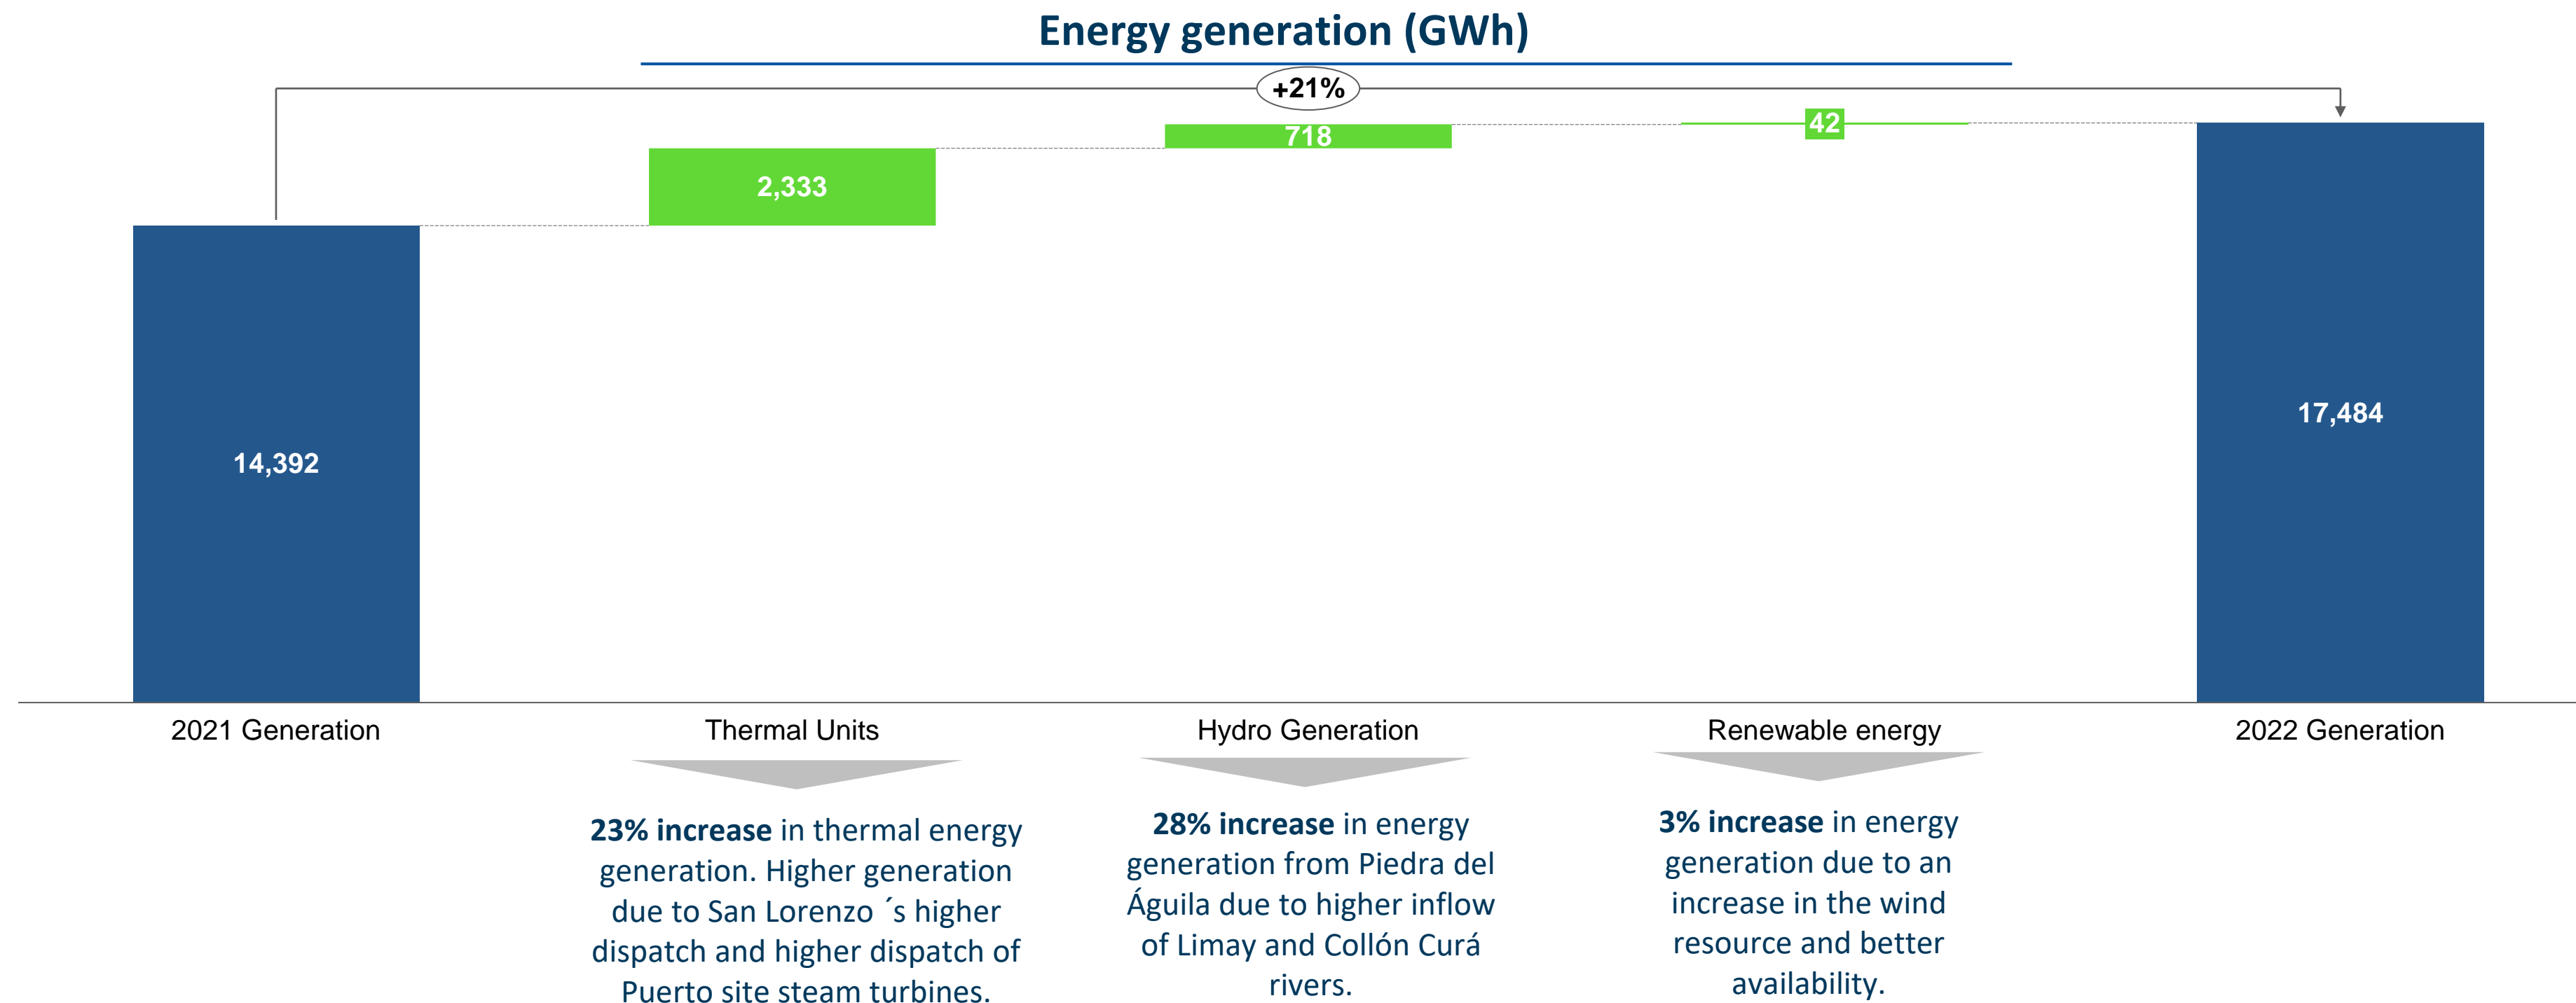 Energy generation (GWh)
+21%
14,392
2,333
718
42
17,484
2021 Generation
Thermal Units
Hydro Generation
Renewable energy
2022 Generation
23% increase in thermal energy
generation. Higher generation
due to San Lorenzo ´s higher
dispatch and higher dispatch of
Puerto site steam turbines.
28% increase in energy
generation from Piedra del
Águila due to higher inflow
of Limay and Collón Curá
rivers.
3% increase in energy
generation due to an
increase in the wind
resource and better
availability.